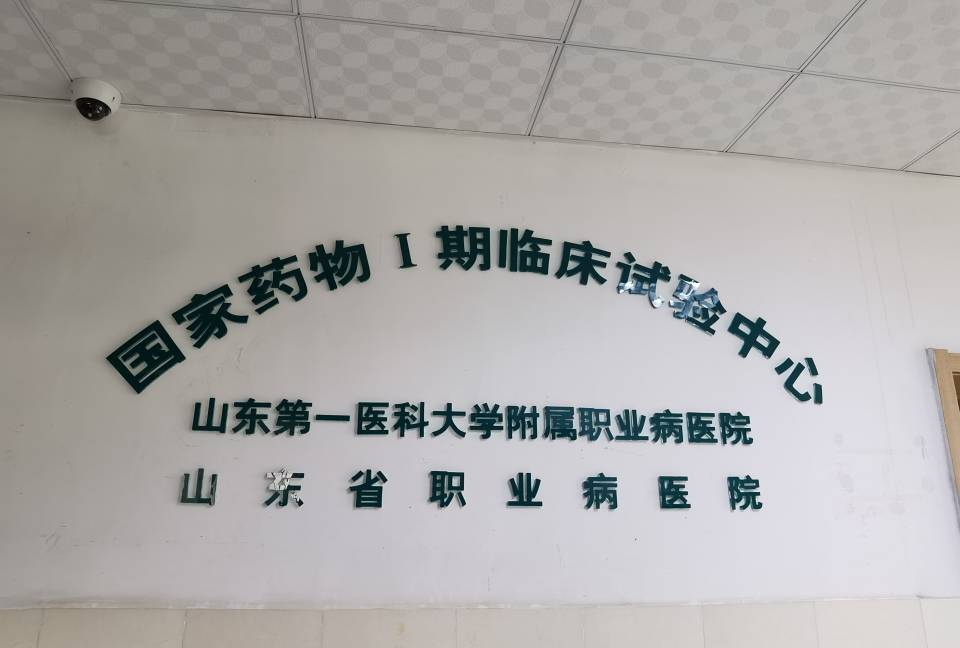 国家药物I期临床试验中心
山东第一医科大学附属职业病医院
山东省职业病医院